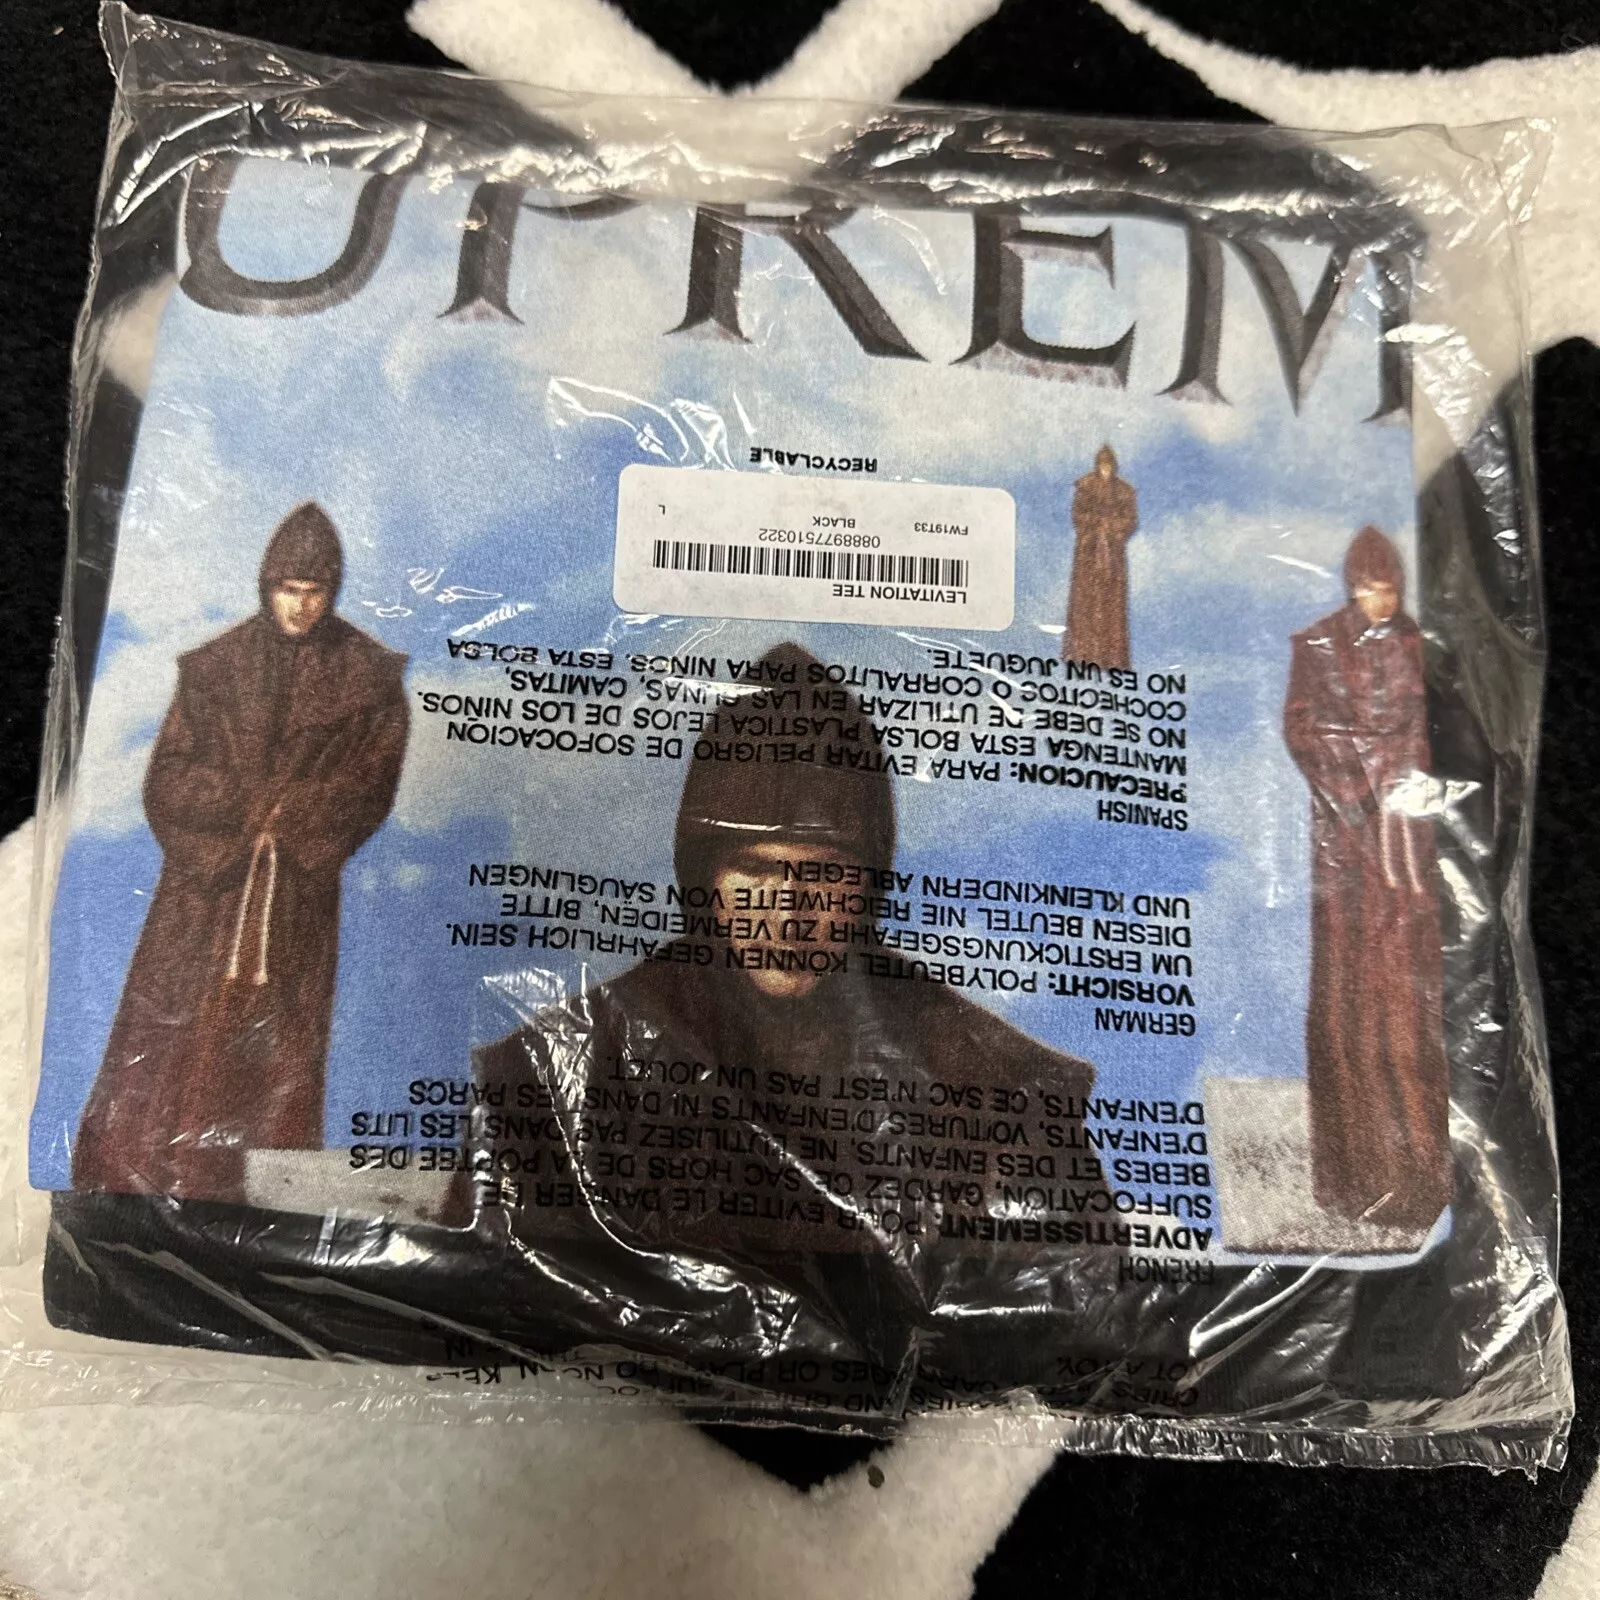 UPREM
NOT A TOY.
FRENCH
ADVERTISSEMENT: POUR EVITER LE DANGER DE
SUFFOCATION, GARDEZ CE SAC HORS DE LA PORTEE DES
BEBES ET DES ENFANTS, NE L'UTILISEZ PAS DANS LES LITS
D'ENFANTS, VOITURES D'ENFANTS NI DANS LES PARCS
D'ENFANTS, CE SAC N'EST PAS UN JOUET.
GERMAN
VORSICHT: POLYBEUTEL KÖNNEN GEFÄHRLICH SEIN.
UM ERSTICKUNGSGEFAHR ZU VERMEIDEN, BITTE
DIESEN BEUTEL NIE REICHWEITE VON SÄUGLINGEN
UND KLEINKINDERN ABLEGEN.
SPANISH
PRECAUCION: PARA EVITAR PELIGRO DE SOFOCACION
MANTENGA ESTA BOLSA PLASTICA LEJOS DE LOS NIÑOS.
NO SE DEBE DE UTILIZAR EN LAS CUNAS, CAMITAS,
COCHECITOS O CORRALITOS PARA NINOS. ESTA BOLSA
NO ES UN JUGUETE.
LEVITATION TEE
0888977510322
FW19T33 BLACK L
RECYCLABLE